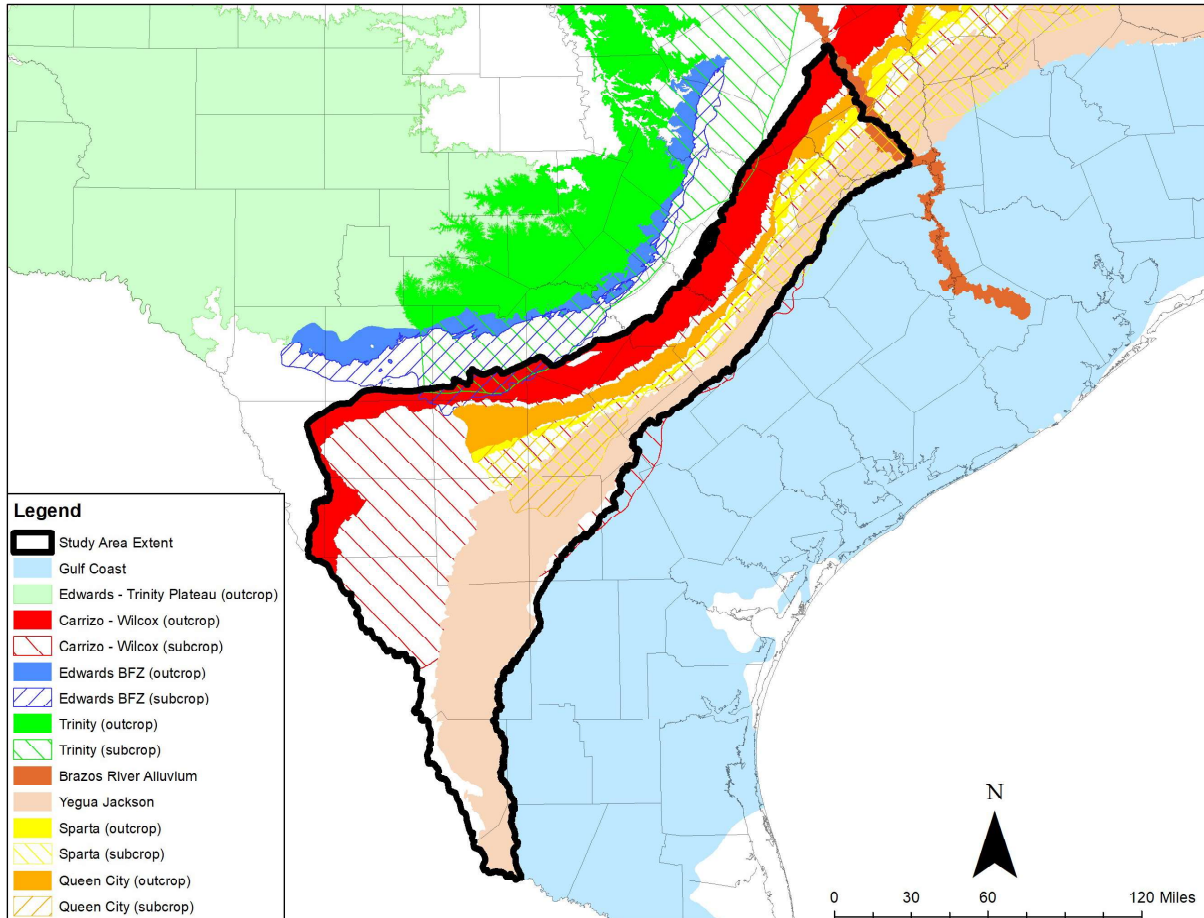 Legend
Study Area Extent
Gulf Coast
Edwards - Trinity Plateau (outcrop)
Carrizo - Wilcox (outcrop)
Carrizo - Wilcox (subcrop)
Edwards BFZ (outcrop)
Edwards BFZ (subcrop)
Trinity (outcrop)
Trinity (subcrop)
Brazos River Alluvium
Yegua Jackson
Sparta (outcrop)
Sparta (subcrop)
Queen City (outcrop)
Queen City (subcrop)
N
0 30 60 120 Miles